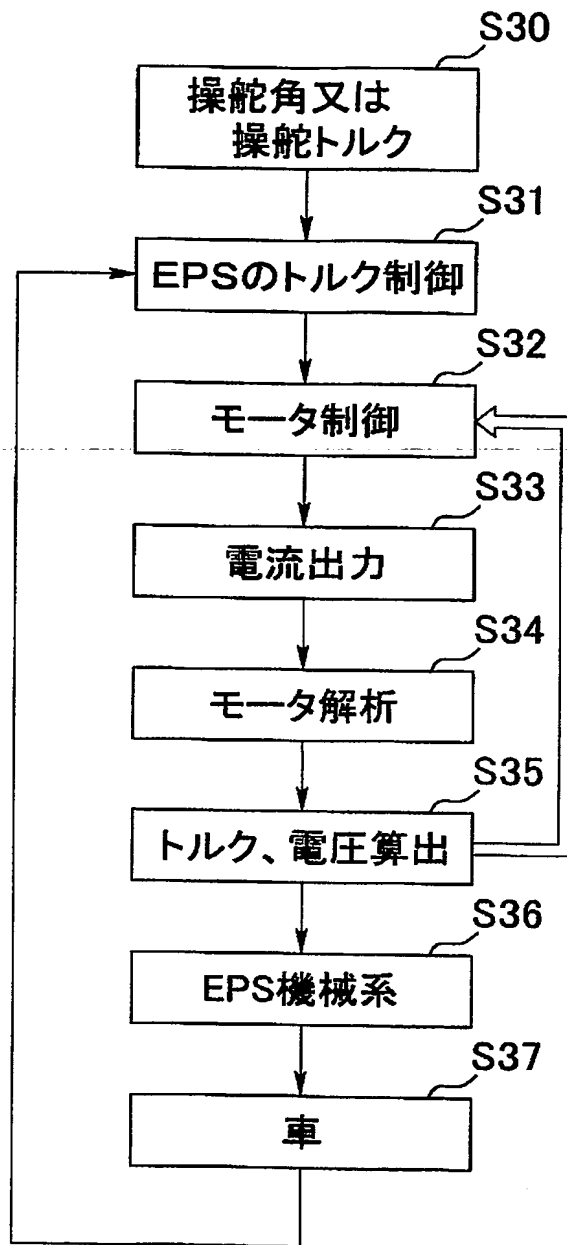 S30
操舵角又は
操舵トルク
S31
EPSのトルク制御
S32
モータ制御
S33
電流出力
S34
モータ解析
S35
トルク、電圧算出
S36
EPS機械系
S37
車